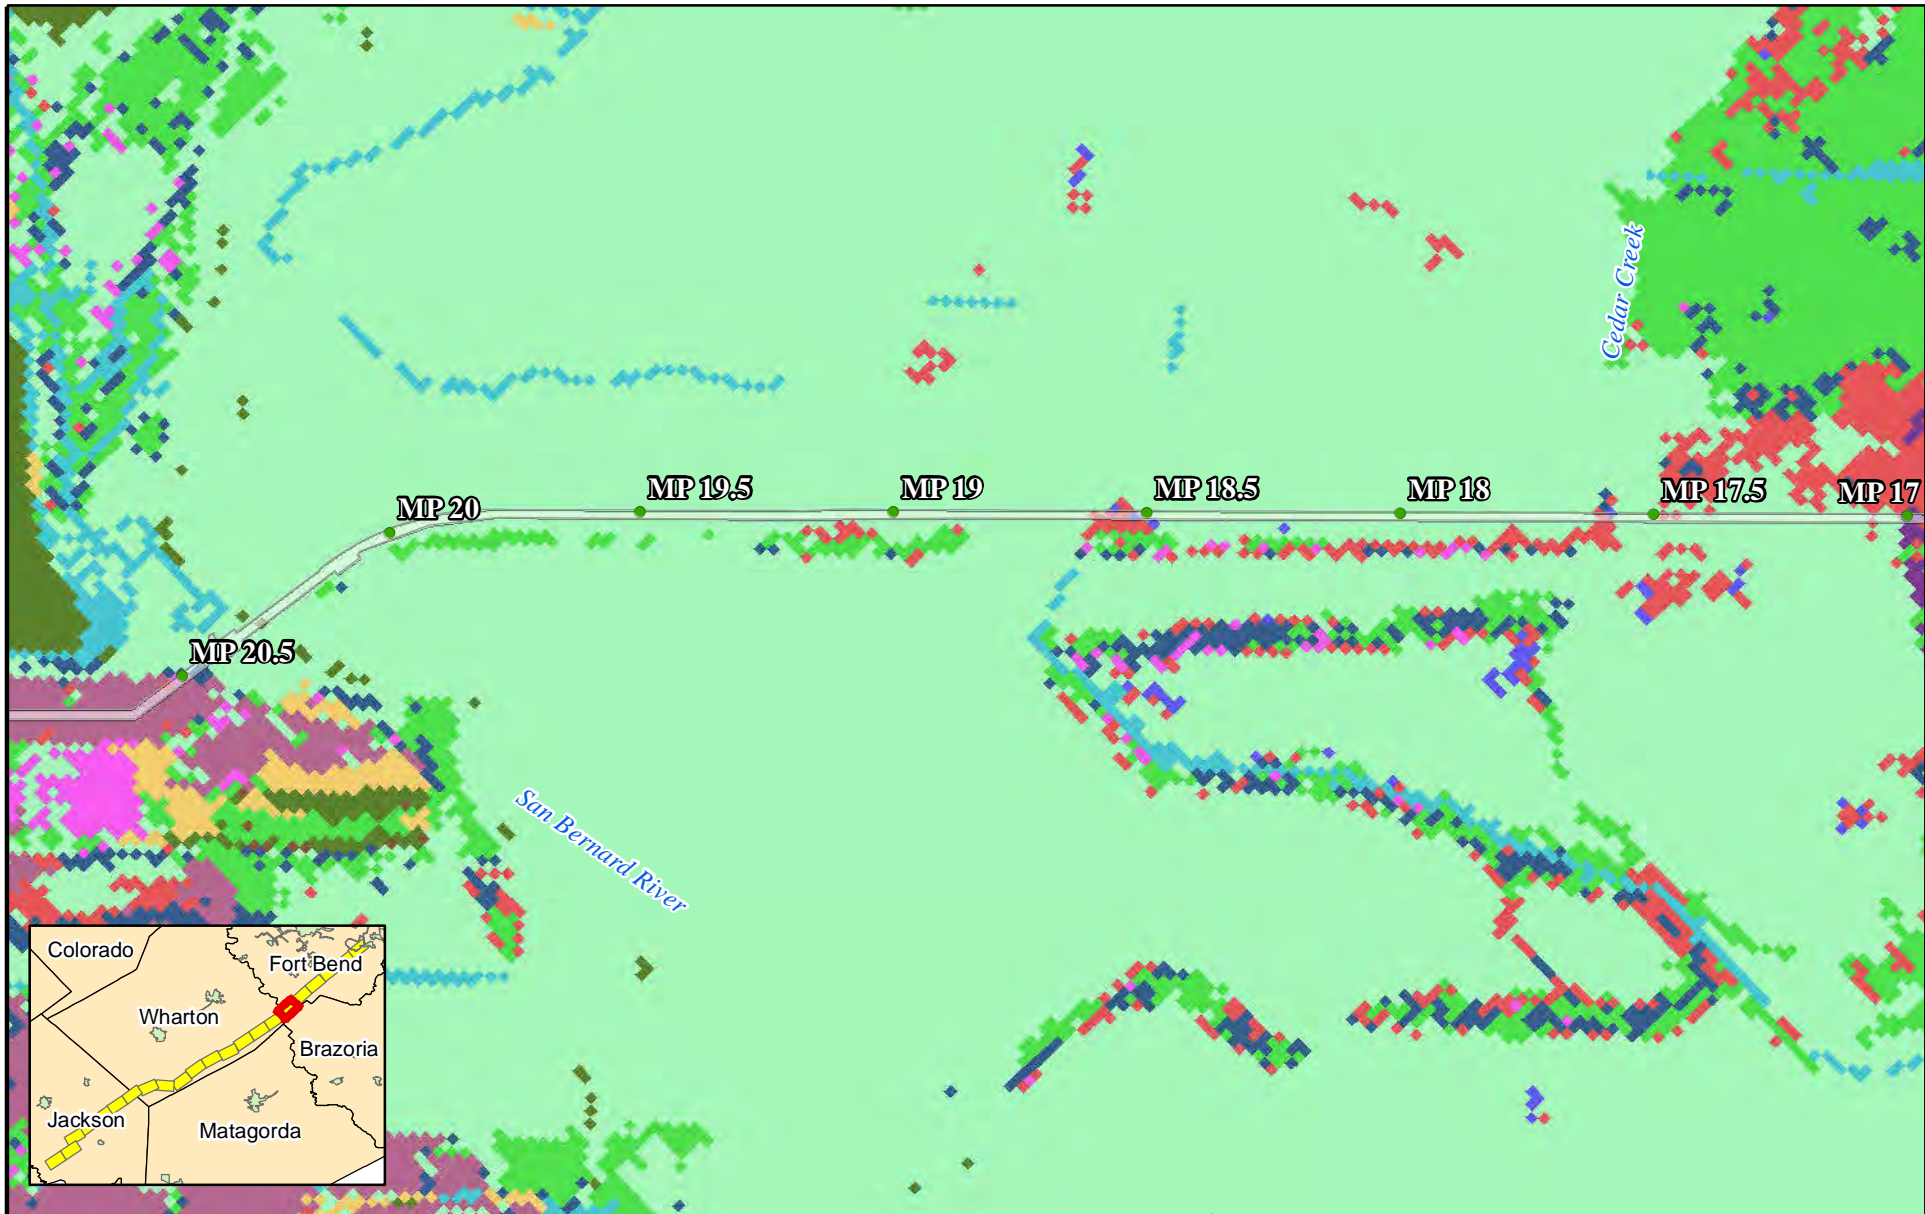 Cedar Creek
MP 20
MP 19.5
MP 19
MP 18.5
MP 18
MP 17.5
MP 17
MP 20.5
San Bernard River
Colorado
Fort Bend
Wharton
Brazoria
Jackson
Matagorda